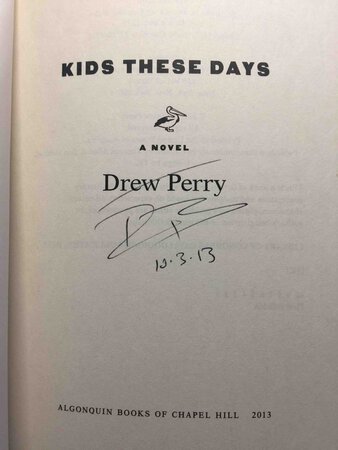 KIDS THESE DAYS
A NOVEL
Drew Perry
10.3.13
ALGONQUIN BOOKS OF CHAPEL HILL 2013